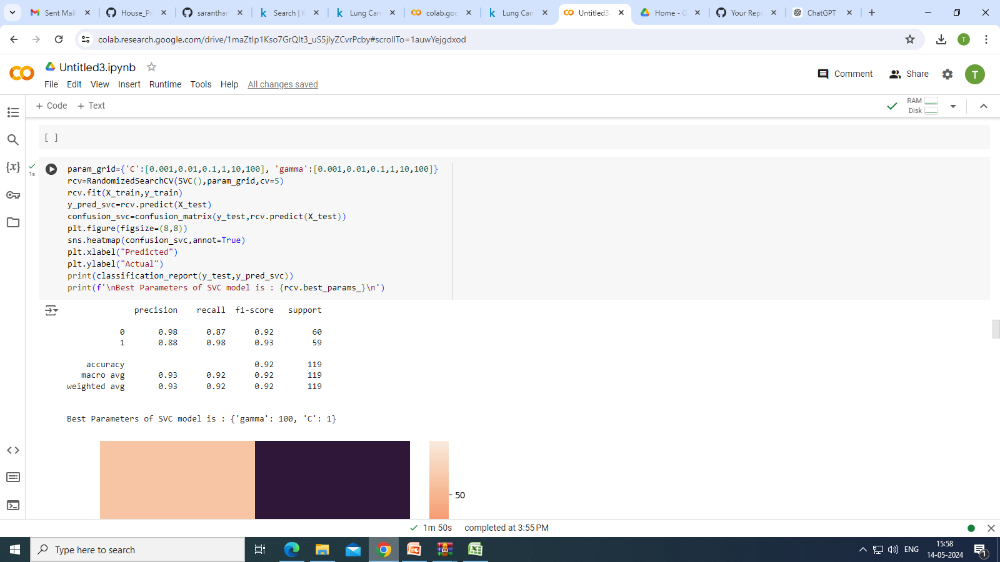 Sent Mail
House_Pr
saranthan
Search | K
Lung Can
colab.goo
Lung Can
Untitled3
Home - G
Your Repo
ChatGPT
colab.research.google.com/drive/1maZtIp1Kso7GrQIt3_uS5jlyZCvrPcby#scrollTo=1auwYejgdxod
T
Untitled3.ipynb
Comment
Share
T
File Edit View Insert Runtime Tools Help All changes saved
+ Code + Text
RAM
Disk
[ ]
{x}
1s
param_grid={'C':[0.001,0.01,0.1,1,10,100], 'gamma':[0.001,0.01,0.1,1,10,100]}
rcv=RandomizedSearchCV(SVC(),param_grid,cv=5)
rcv.fit(X_train,y_train)
y_pred_svc=rcv.predict(X_test)
confusion_svc=confusion_matrix(y_test,rcv.predict(X_test))
plt.figure(figsize=(8,8))
sns.heatmap(confusion_svc,annot=True)
plt.xlabel("Predicted")
plt.ylabel("Actual")
print(classification_report(y_test,y_pred_svc))
print(f'\nBest Parameters of SVC model is : {rcv.best_params_}\n')
precision recall f1-score support
0 0.98 0.87 0.92 60
1 0.88 0.98 0.93 59
accuracy 0.92 119
macro avg 0.93 0.92 0.92 119
weighted avg 0.93 0.92 0.92 119
Best Parameters of SVC model is : {'gamma': 100, 'C': 1}
50
1m 50s completed at 3:55 PM
Type here to search
ENG
15:58
14-05-2024
1